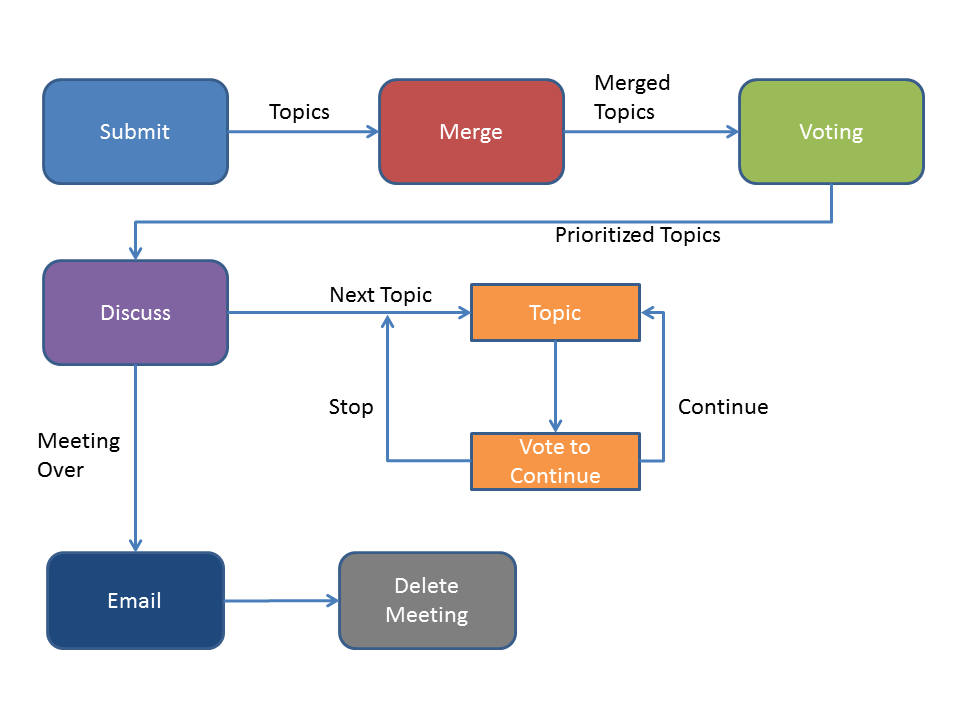 Submit
Topics
Merge
Merged
Topics
Voting
Prioritized Topics
Discuss
Next Topic
Topic
Stop
Continue
Meeting
Over
Vote to
Continue
Email
Delete
Meeting